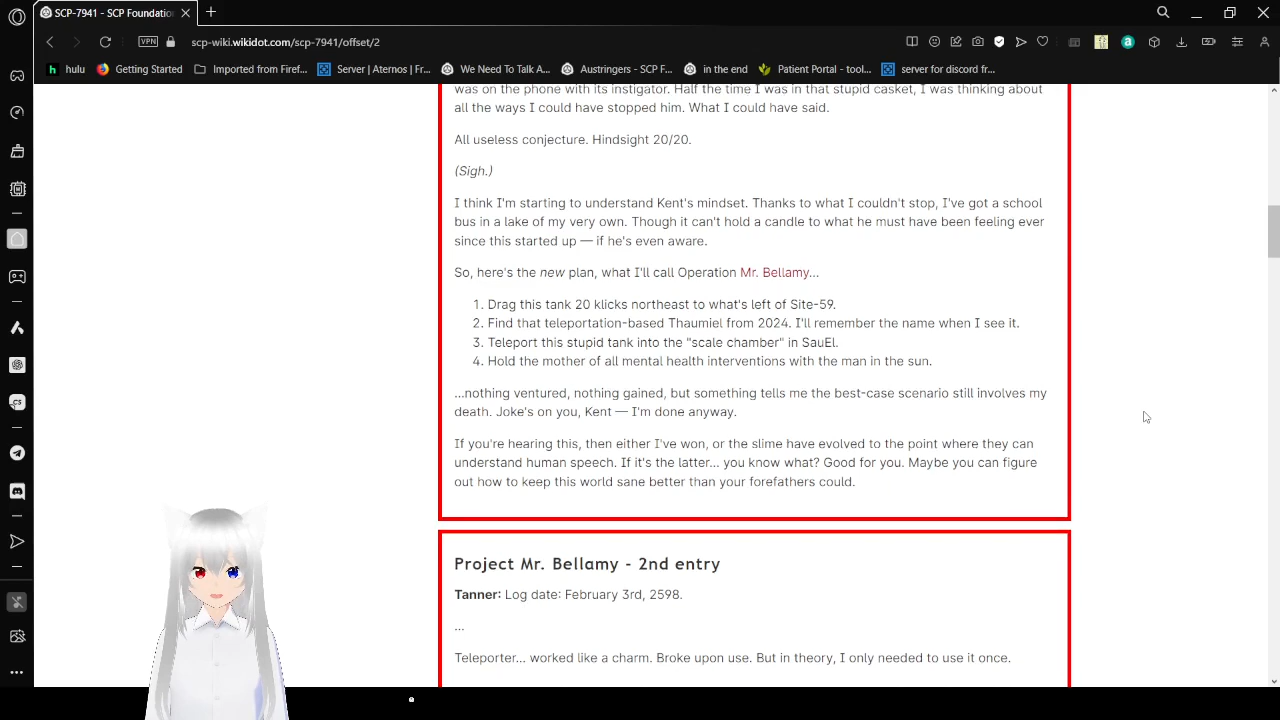 SCP-7941 - SCP Foundatio
scp-wiki.wikidot.com/scp-7941/offset/2
VPN
hulu
Getting Started
Imported from Firef...
Server | Aternos | Fr...
We Need To Talk A...
Austringers - SCP F...
in the end
Patient Portal - tool...
server for discord fr...
was on the phone with its instigator. Half the time I was in that stupid casket, I was thinking about
all the ways I could have stopped him. What I could have said.
All useless conjecture. Hindsight 20/20.
(Sigh.)
I think I'm starting to understand Kent's mindset. Thanks to what I couldn't stop, I've got a school
bus in a lake of my very own. Though it can't hold a candle to what he must have been feeling ever
since this started up — if he's even aware.
So, here's the new plan, what I'll call Operation Mr. Bellamy...
1. Drag this tank 20 klicks northeast to what's left of Site-59.
2. Find that teleportation-based Thaumiel from 2024. I'll remember the name when I see it.
3. Teleport this stupid tank into the "scale chamber" in SauEl.
4. Hold the mother of all mental health interventions with the man in the sun.
...nothing ventured, nothing gained, but something tells me the best-case scenario still involves my
death. Joke's on you, Kent — I'm done anyway.
If you're hearing this, then either I've won, or the slime have evolved to the point where they can
understand human speech. If it's the latter... you know what? Good for you. Maybe you can figure
out how to keep this world sane better than your forefathers could.
Project Mr. Bellamy - 2nd entry
Tanner: Log date: February 3rd, 2598.
...
Teleporter... worked like a charm. Broke upon use. But in theory, I only needed to use it once.